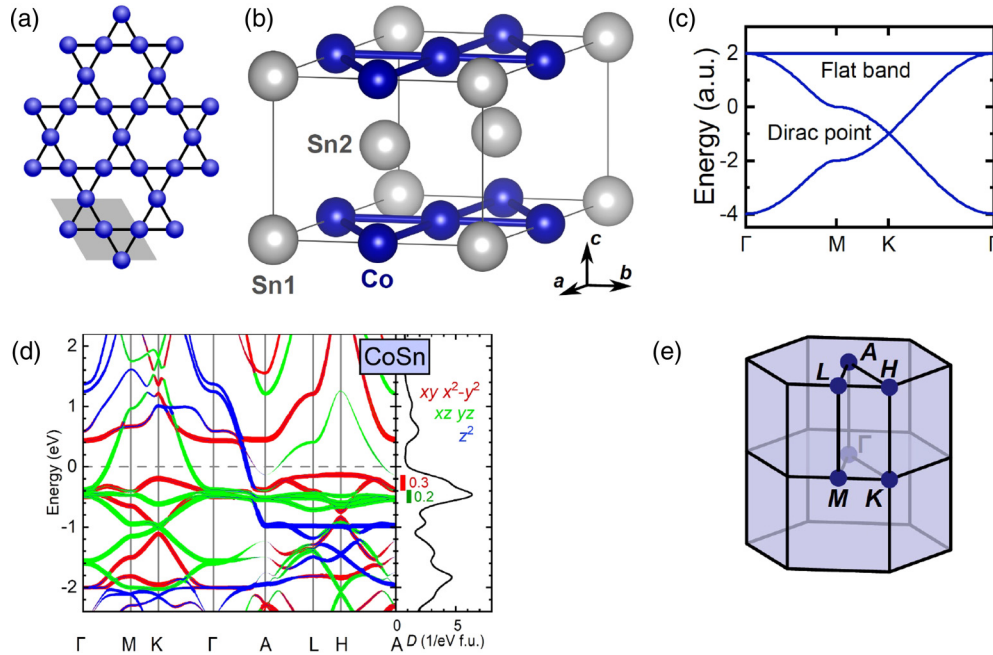 (a)
(b)
Sn2
Sn1
Co
c
a
b
(c)
Energy (a.u.)
2
0
-2
-4
Flat band
Dirac point
Γ M K Γ
(d)
CoSn
xy x²-y²
xz yz
z²
0.3
0.2
Energy (eV)
2
1
0
-1
-2
Γ M K Γ A L H A
0 5
D (1/eV f.u.)
(e)
A
L
H
Γ
M
K